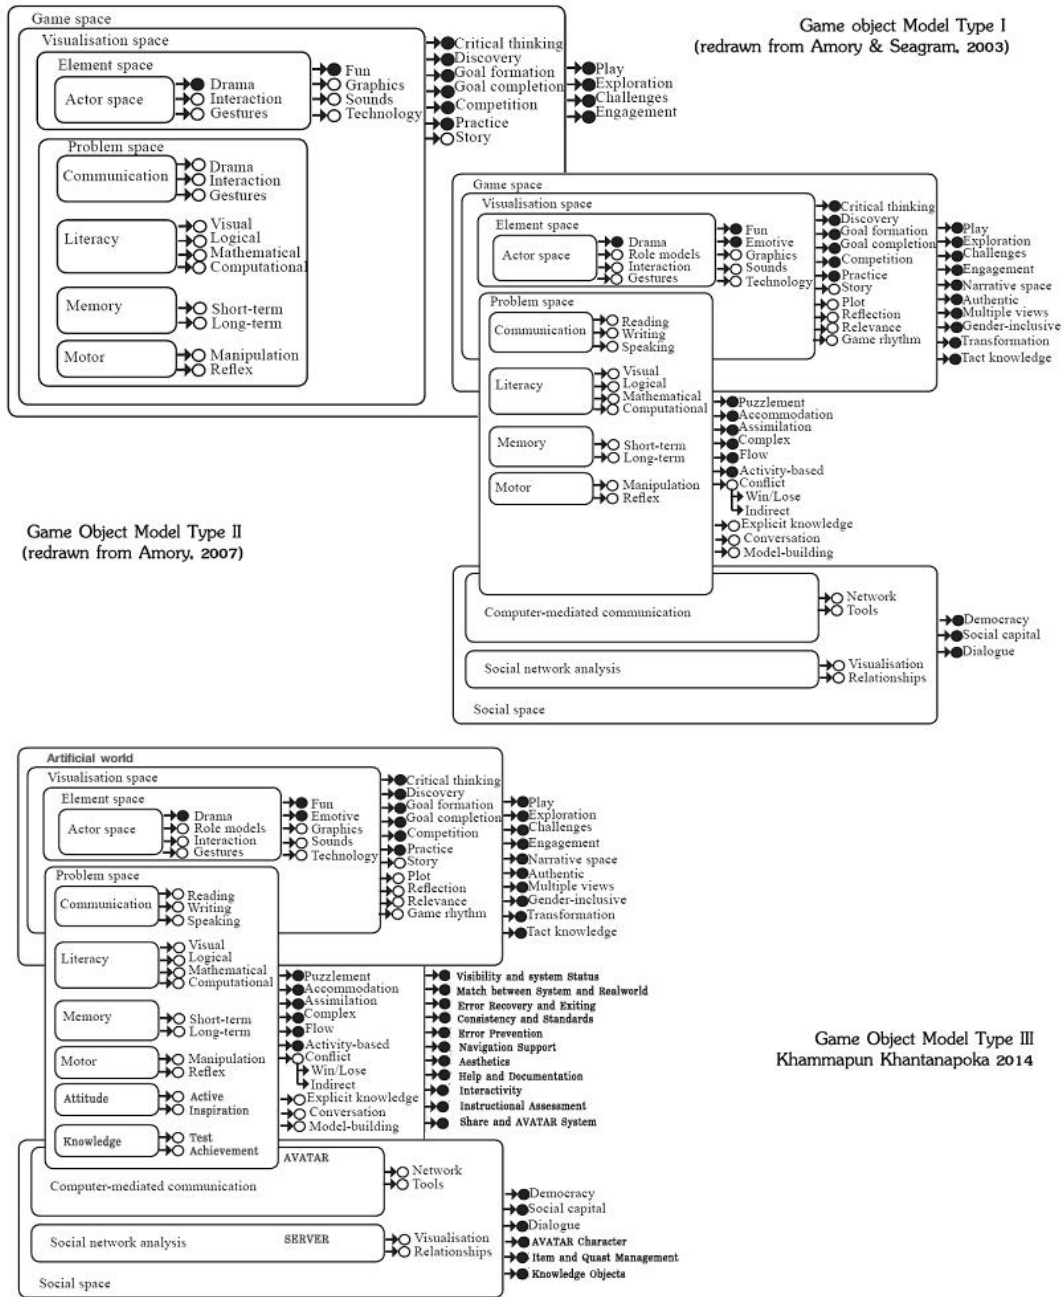 Game object Model Type I
(redrawn from Amory & Seagram, 2003)
Game space
Visualisation space
Element space
Actor space
Drama
Interaction
Gestures
Fun
Graphics
Sounds
Technology
Critical thinking
Discovery
Goal formation
Goal completion
Competition
Practice
Story
Play
Exploration
Challenges
Engagement
Problem space
Communication
Drama
Interaction
Gestures
Literacy
Visual
Logical
Mathematical
Computational
Memory
Short-term
Long-term
Motor
Manipulation
Reflex
Game Object Model Type II
(redrawn from Amory, 2007)
Game space
Visualisation space
Element space
Actor space
Drama
Role models
Interaction
Gestures
Fun
Emotive
Graphics
Sounds
Technology
Critical thinking
Discovery
Goal formation
Goal completion
Competition
Practice
Story
Plot
Reflection
Relevance
Game rhythm
Play
Exploration
Challenges
Engagement
Narrative space
Authentic
Multiple views
Gender-inclusive
Transformation
Tact knowledge
Problem space
Communication
Reading
Writing
Speaking
Literacy
Visual
Logical
Mathematical
Computational
Memory
Short-term
Long-term
Motor
Manipulation
Reflex
Puzzlement
Accommodation
Assimilation
Complex
Flow
Activity-based
Conflict
Win/Lose
Indirect
Explicit knowledge
Conversation
Model-building
Computer-mediated communication
Network
Tools
Social network analysis
Visualisation
Relationships
Social space
Democracy
Social capital
Dialogue
Game Object Model Type III
Khammapun Khantanapoka 2014
Artificial world
Visualisation space
Element space
Actor space
Drama
Role models
Interaction
Gestures
Fun
Emotive
Graphics
Sounds
Technology
Critical thinking
Discovery
Goal formation
Goal completion
Competition
Practice
Story
Plot
Reflection
Relevance
Game rhythm
Play
Exploration
Challenges
Engagement
Narrative space
Authentic
Multiple views
Gender-inclusive
Transformation
Tact knowledge
Problem space
Communication
Reading
Writing
Speaking
Literacy
Visual
Logical
Mathematical
Computational
Memory
Short-term
Long-term
Motor
Manipulation
Reflex
Attitude
Active
Inspiration
Knowledge
Test
Achievement
Puzzlement
Accommodation
Assimilation
Complex
Flow
Activity-based
Conflict
Win/Lose
Indirect
Explicit knowledge
Conversation
Model-building
Visibility and system Status
Match between System and Realworld
Error Recovery and Exiting
Consistency and Standards
Error Prevention
Navigation Support
Aesthetics
Help and Documentation
Interactivity
Instructional Assessment
Share and AVATAR System
AVATAR
Computer-mediated communication
Network
Tools
Social network analysis
SERVER
Visualisation
Relationships
Social space
Democracy
Social capital
Dialogue
AVATAR Character
Item and Quast Management
Knowledge Objects